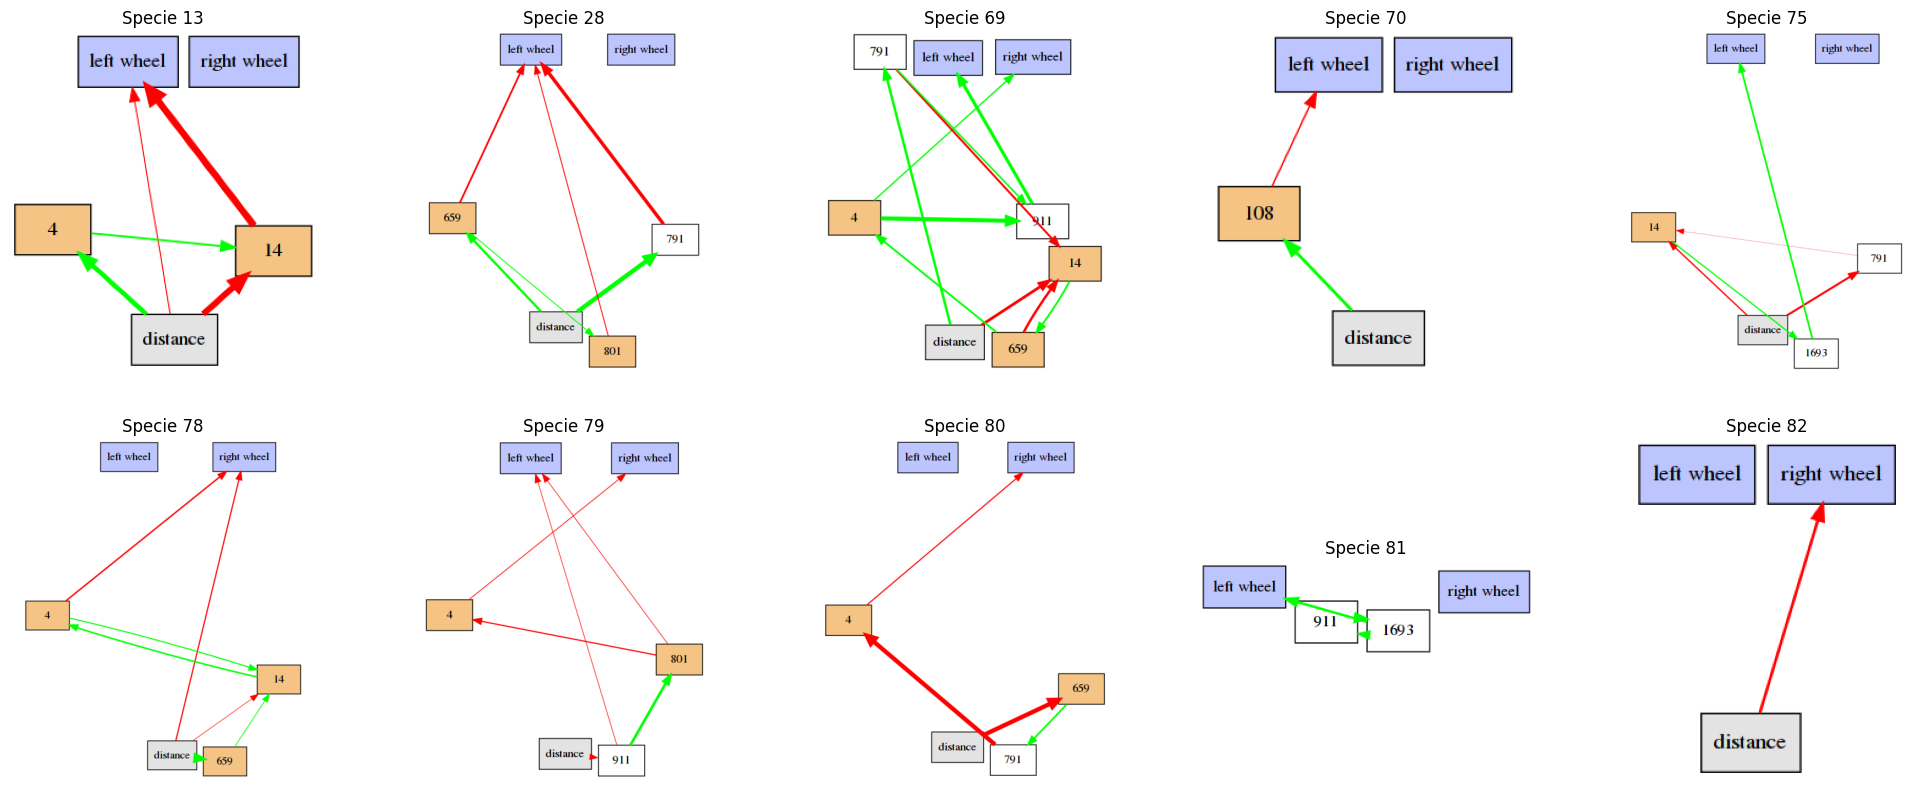 Specie 13
left wheel
right wheel
4
14
distance
Specie 28
left wheel
right wheel
659
791
distance
801
Specie 69
791
left wheel
right wheel
4
911
14
distance
659
Specie 70
left wheel
right wheel
108
distance
Specie 75
left wheel
right wheel
14
791
distance
1693
Specie 78
left wheel
right wheel
4
14
distance
659
Specie 79
left wheel
right wheel
4
801
distance
911
Specie 80
left wheel
right wheel
4
659
distance
791
Specie 81
left wheel
right wheel
911
1693
Specie 82
left wheel
right wheel
distance